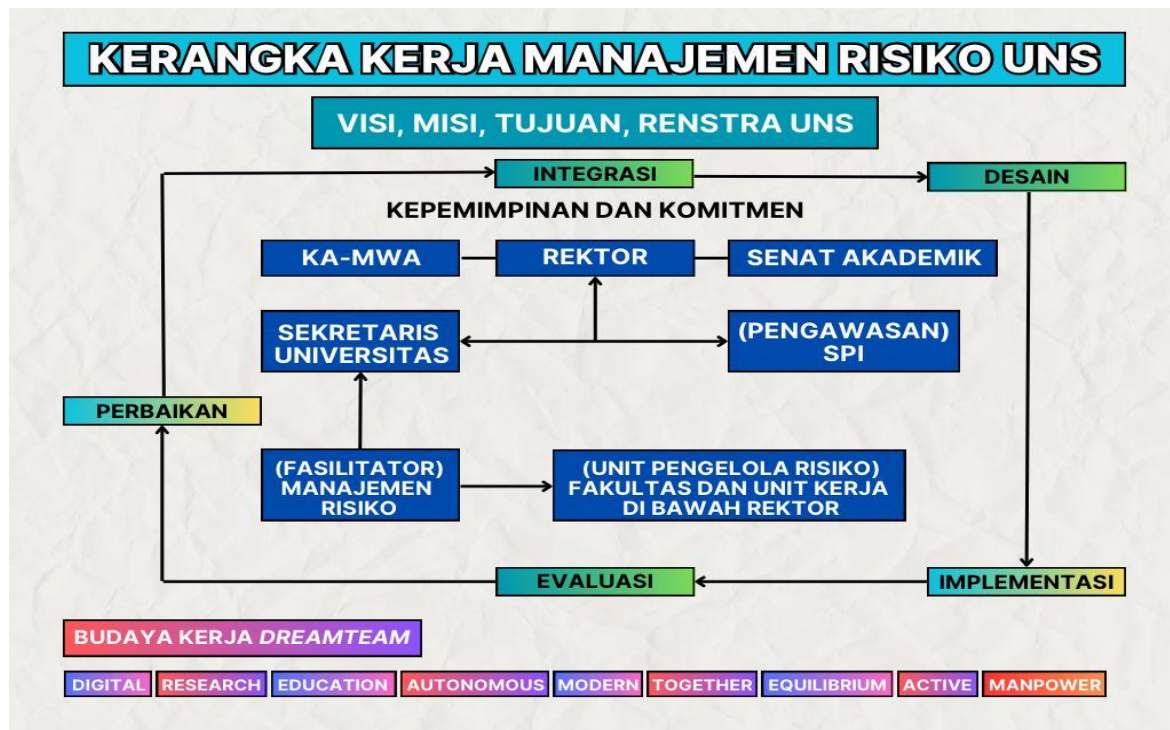 KERANGKA KERJA MANAJEMEN RISIKO UNS
VISI, MISI, TUJUAN, RENSTRA UNS
INTEGRASI
DESAIN
KEPEMIMPINAN DAN KOMITMEN
KA-MWA
REKTOR
SENAT AKADEMIK
SEKRETARIS
UNIVERSITAS
(PENGAWASAN)
SPI
PERBAIKAN
(FASILITATOR)
MANAJEMEN
RISIKO
(UNIT PENGELOLA RISIKO)
FAKULTAS DAN UNIT KERJA
DI BAWAH REKTOR
EVALUASI
IMPLEMENTASI
BUDAYA KERJA DREAMTEAM
DIGITAL RESEARCH EDUCATION AUTONOMOUS MODERN TOGETHER EQUILIBRIUM ACTIVE MANPOWER